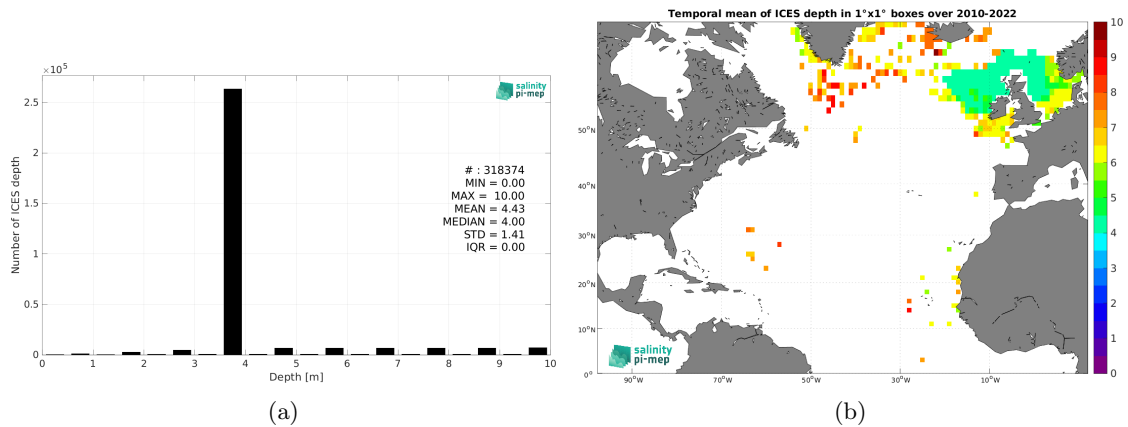 ×10⁵
2.5
2
1.5
1
0.5
0
Number of ICES depth
0 1 2 3 4 5 6 7 8 9 10
Depth [m]
salinity
pi-mep
# : 318374
MIN = 0.00
MAX = 10.00
MEAN = 4.43
MEDIAN = 4.00
STD = 1.41
IQR = 0.00
(a)
Temporal mean of ICES depth in 1°x1° boxes over 2010-2022
50°N
40°N
30°N
20°N
10°N
0°
90°W 70°W 50°W 30°W 10°W
salinity
pi-mep
10
9
8
7
6
5
4
3
2
1
0
(b)